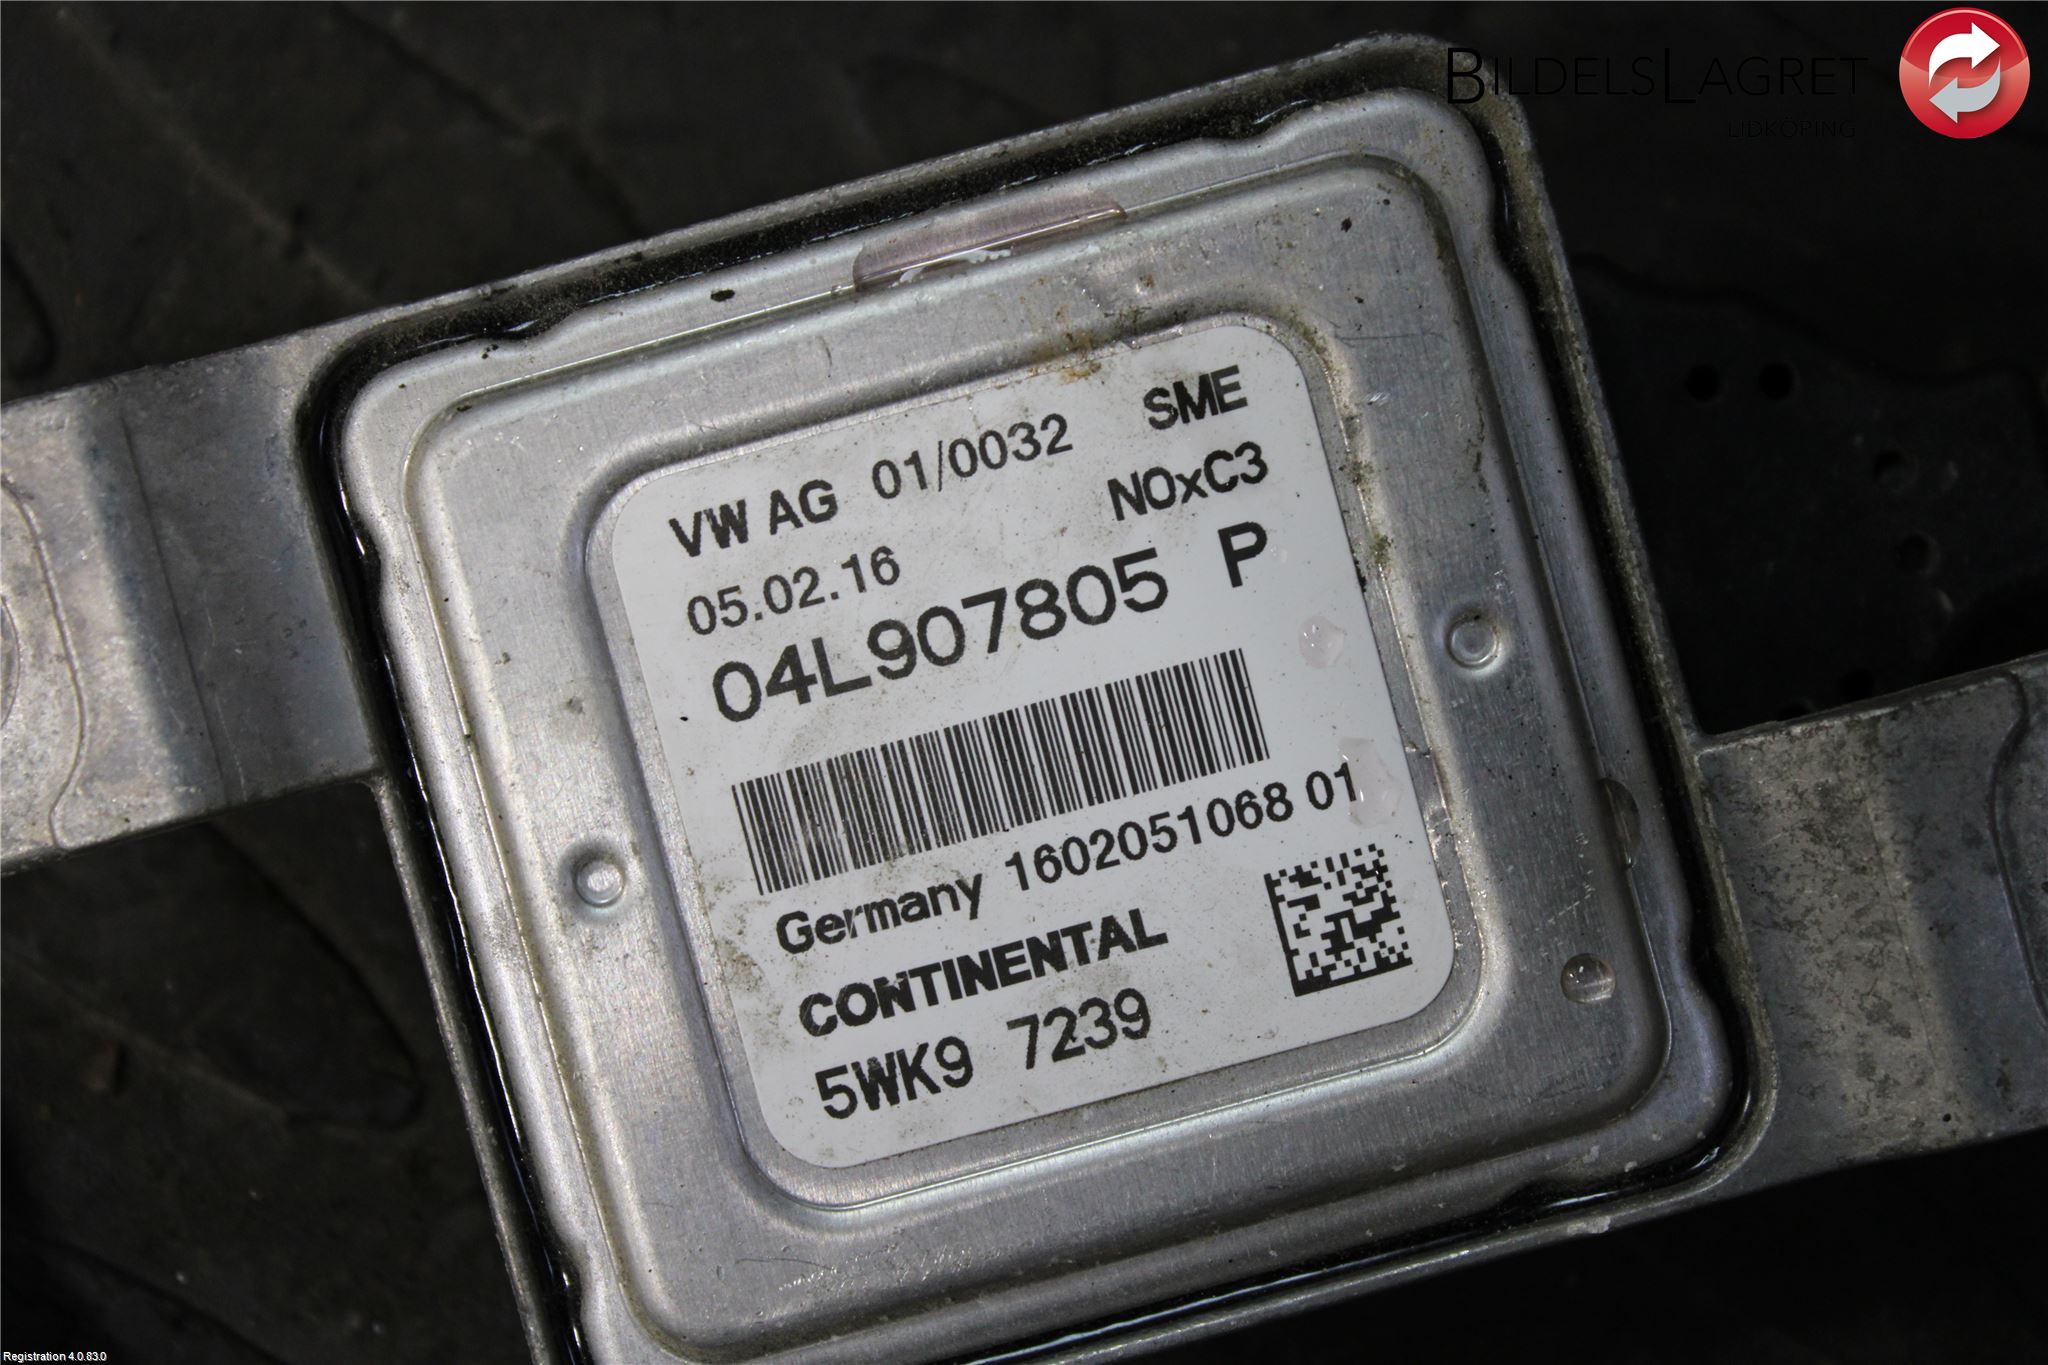 BILDELSLAGRET
LIDKÖPING
VW AG 01/0032 SME
05.02.16 NOxC3
04L907805 P
Germany 1602051068 01
CONTINENTAL
5WK9 7239
Registration 4.0.83.0